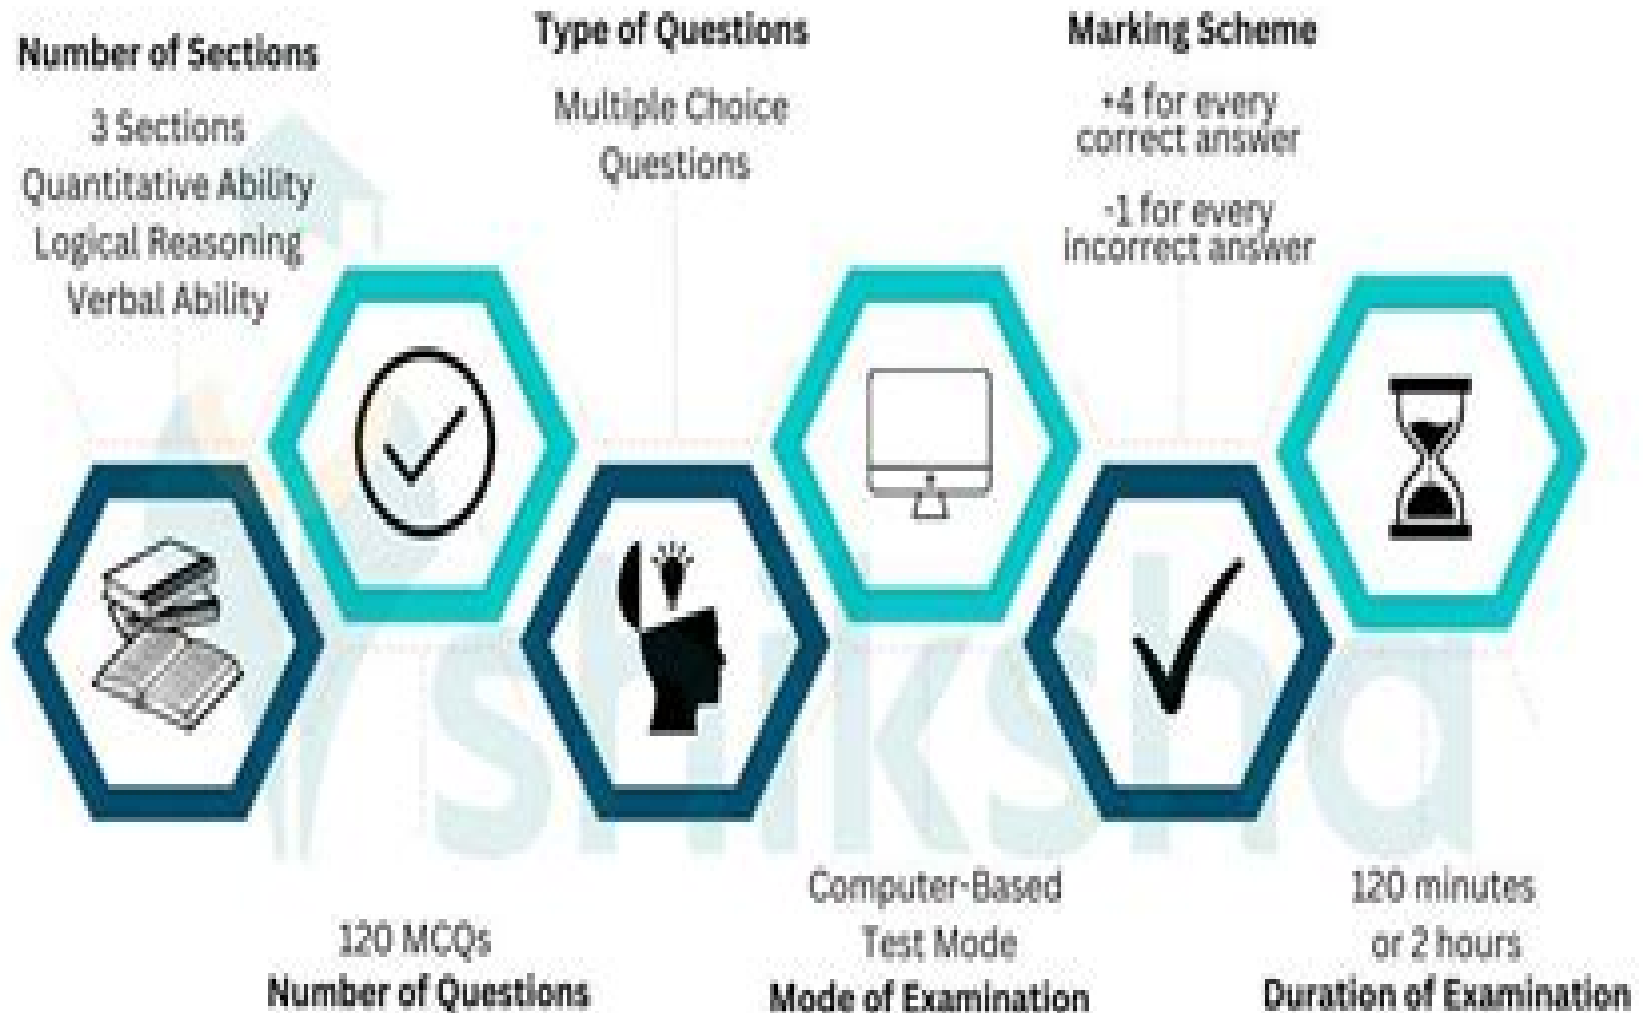 Number of Sections
3 Sections
Quantitative Ability
Logical Reasoning
Verbal Ability
Type of Questions
Multiple Choice
Questions
Marking Scheme
+4 for every
correct answer
-1 for every
incorrect answer
shiksha
120 MCQs
Number of Questions
Computer-Based
Test Mode
Mode of Examination
120 minutes
or 2 hours
Duration of Examination